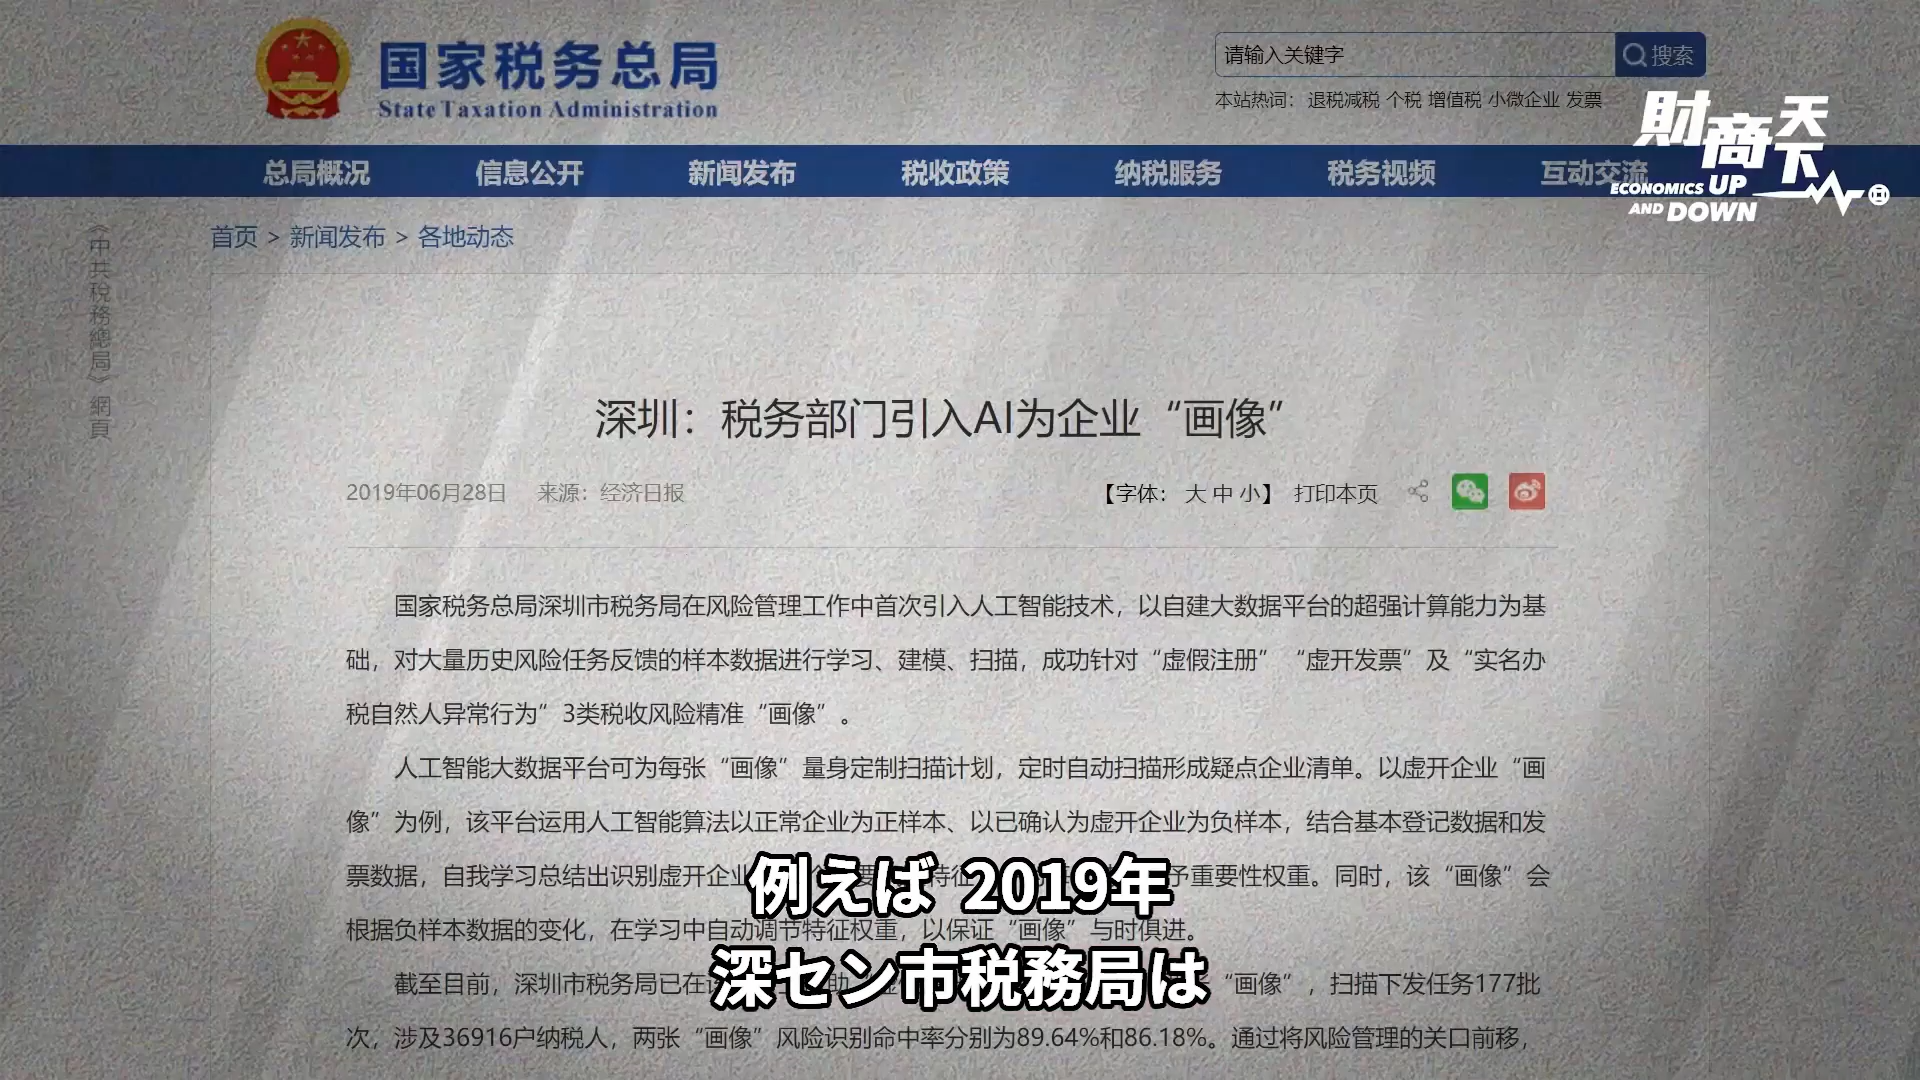 国家税务总局
State Taxation Administration
请输入关键字
搜索
本站热词： 退税减税 个税 增值税 小微企业 发票
財商天下
ECONOMICS UP
AND DOWN
总局概况 信息公开 新闻发布 税收政策 纳税服务 税务视频 互动交流
首页 > 新闻发布 > 各地动态
《中共稅務總局》網頁
深圳：税务部门引入AI为企业“画像”
2019年06月28日 来源：经济日报
【字体： 大 中 小】 打印本页
国家税务总局深圳市税务局在风险管理工作中首次引入人工智能技术，以自建大数据平台的超强计算能力为基
础，对大量历史风险任务反馈的样本数据进行学习、建模、扫描，成功针对“虚假注册”“虚开发票”及“实名办
税自然人异常行为”3类税收风险精准“画像”。
人工智能大数据平台可为每张“画像”量身定制扫描计划，定时自动扫描形成疑点企业清单。以虚开企业“画
像”为例，该平台运用人工智能算法以正常企业为正样本、以已确认为虚开企业为负样本，结合基本登记数据和发
票数据，自我学习总结出识别虚开企业 予重要性权重。同时，该“画像”会
根据负样本数据的变化，在学习中自动调节特征权重，以保证“画像”与时俱进。
截至目前，深圳市税务局已在 “画像”，扫描下发任务177批
次，涉及36916户纳税人，两张“画像”风险识别命中率分别为89.64%和86.18%。通过将风险管理的关口前移，
例えば 2019年
深セン市税務局は